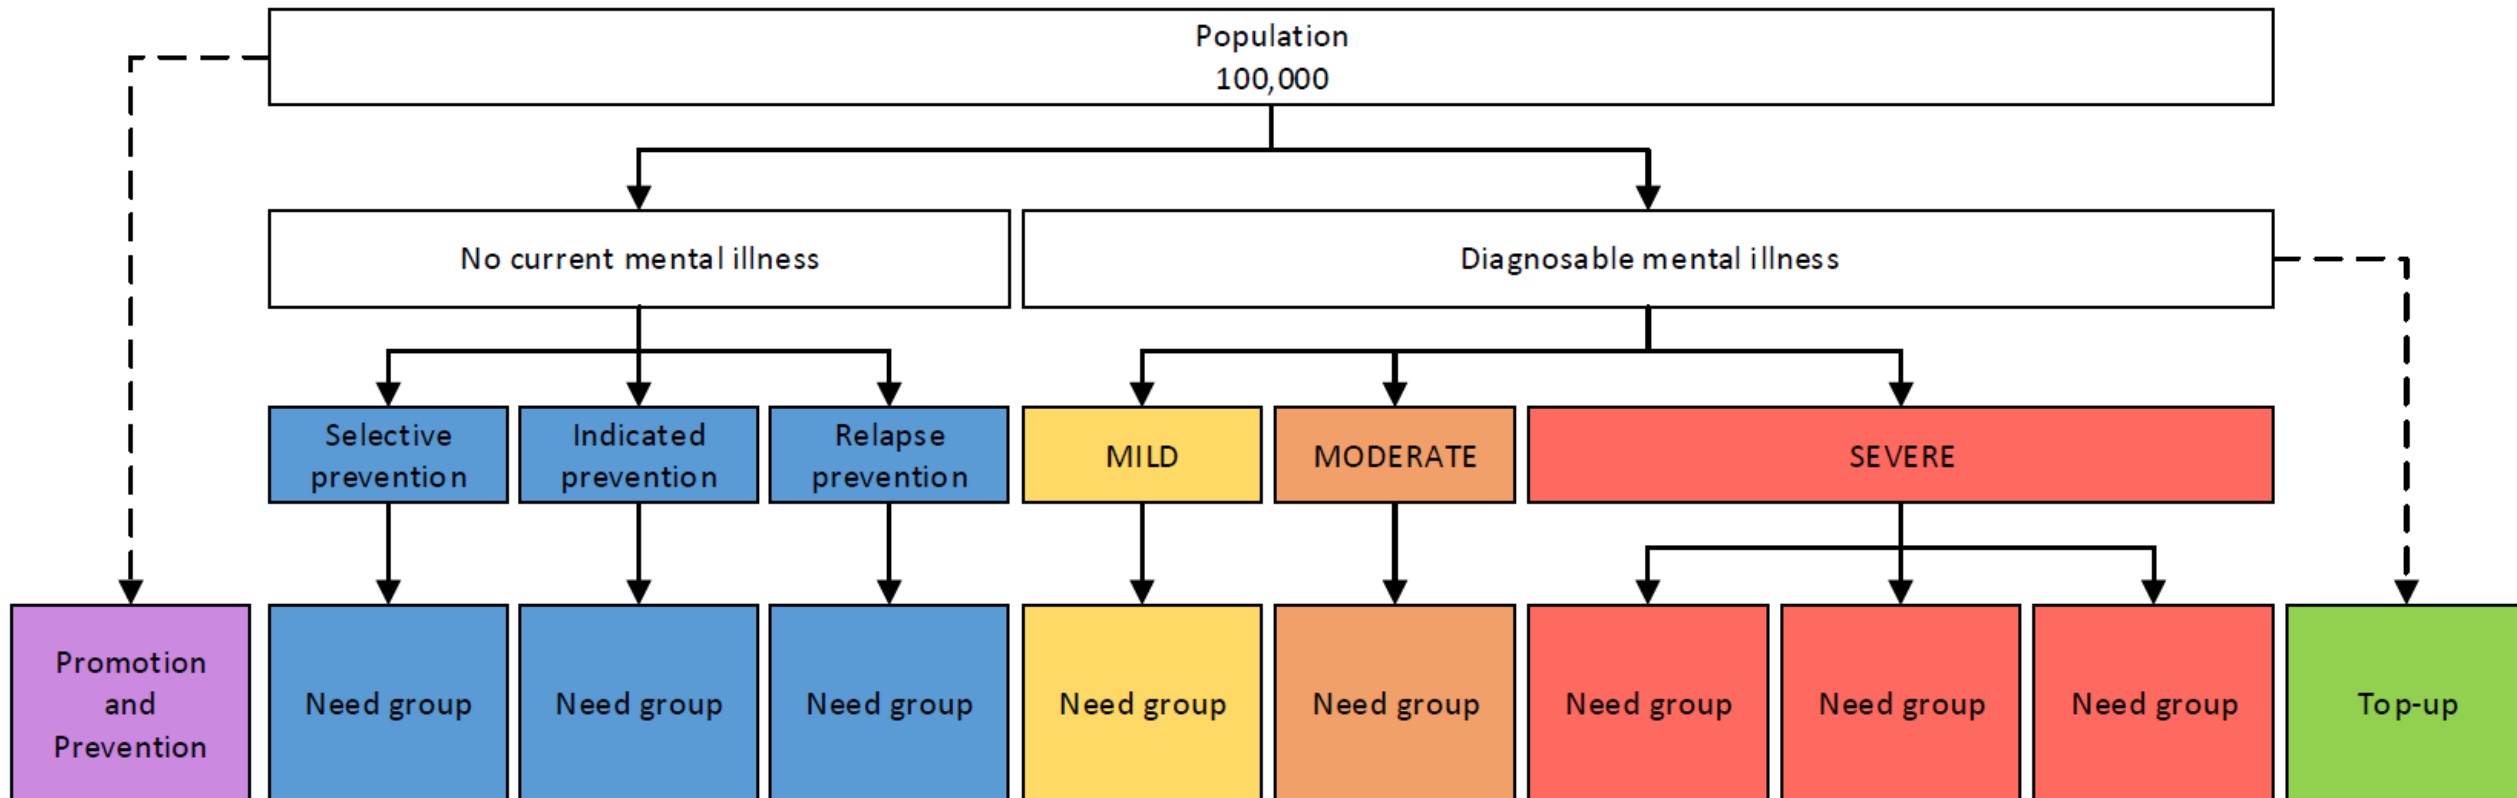 Population
100,000
No current mental illness
Diagnosable mental illness
Selective
prevention
Indicated
prevention
Relapse
prevention
MILD
MODERATE
SEVERE
Promotion
and
Prevention
Need group
Need group
Need group
Need group
Need group
Need group
Need group
Need group
Top-up